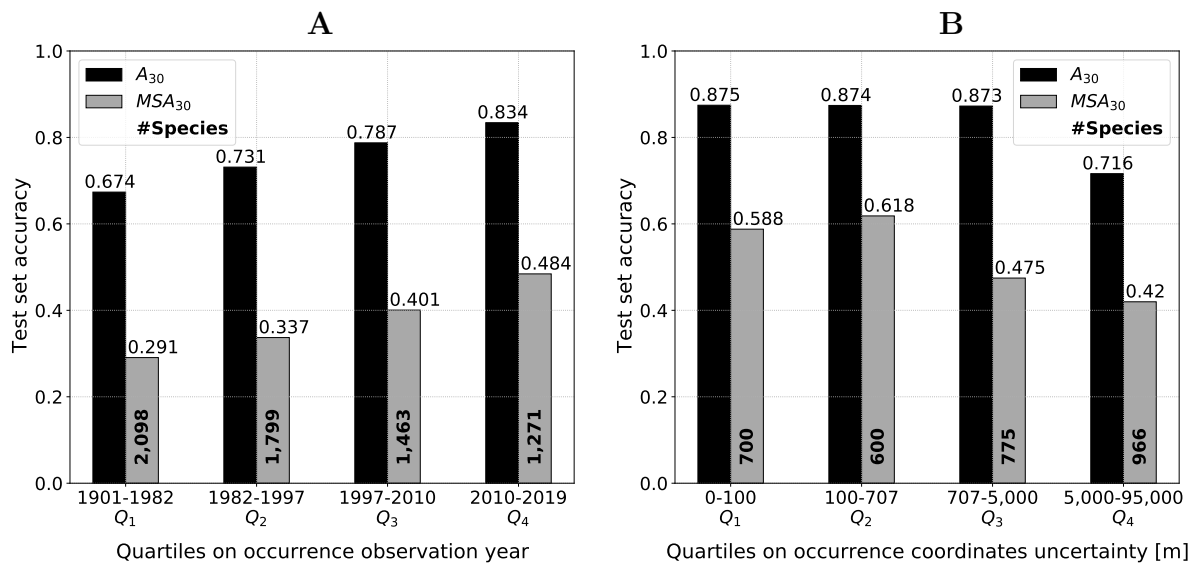 A
Test set accuracy
1.0
0.8
0.6
0.4
0.2
0.0
A30
MSA30
#Species
0.674
0.731
0.787
0.834
0.291
0.337
0.401
0.484
2,098
1,799
1,463
1,271
1901-1982
Q1
1982-1997
Q2
1997-2010
Q3
2010-2019
Q4
Quartiles on occurrence observation year
B
Test set accuracy
1.0
0.8
0.6
0.4
0.2
0.0
A30
MSA30
#Species
0.875
0.874
0.873
0.716
0.588
0.618
0.475
0.42
700
600
775
966
0-100
Q1
100-707
Q2
707-5,000
Q3
5,000-95,000
Q4
Quartiles on occurrence coordinates uncertainty [m]